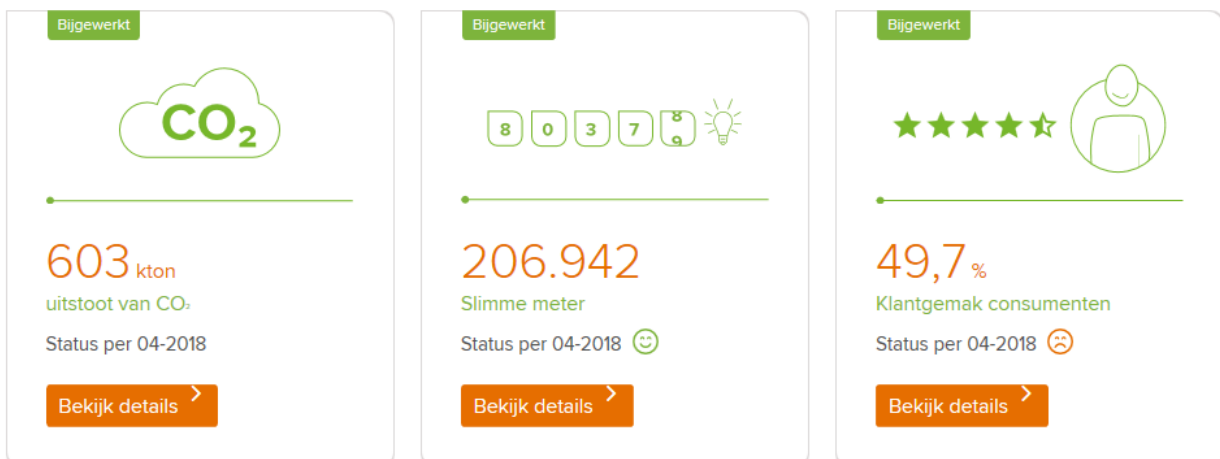 Bijgewerkt
CO₂
603 kton
uitstoot van CO₂
Status per 04-2018
Bekijk details
Bijgewerkt
8 0 3 7 8 9
206.942
Slimme meter
Status per 04-2018
Bekijk details
Bijgewerkt
49,7 %
Klantgemak consumenten
Status per 04-2018
Bekijk details